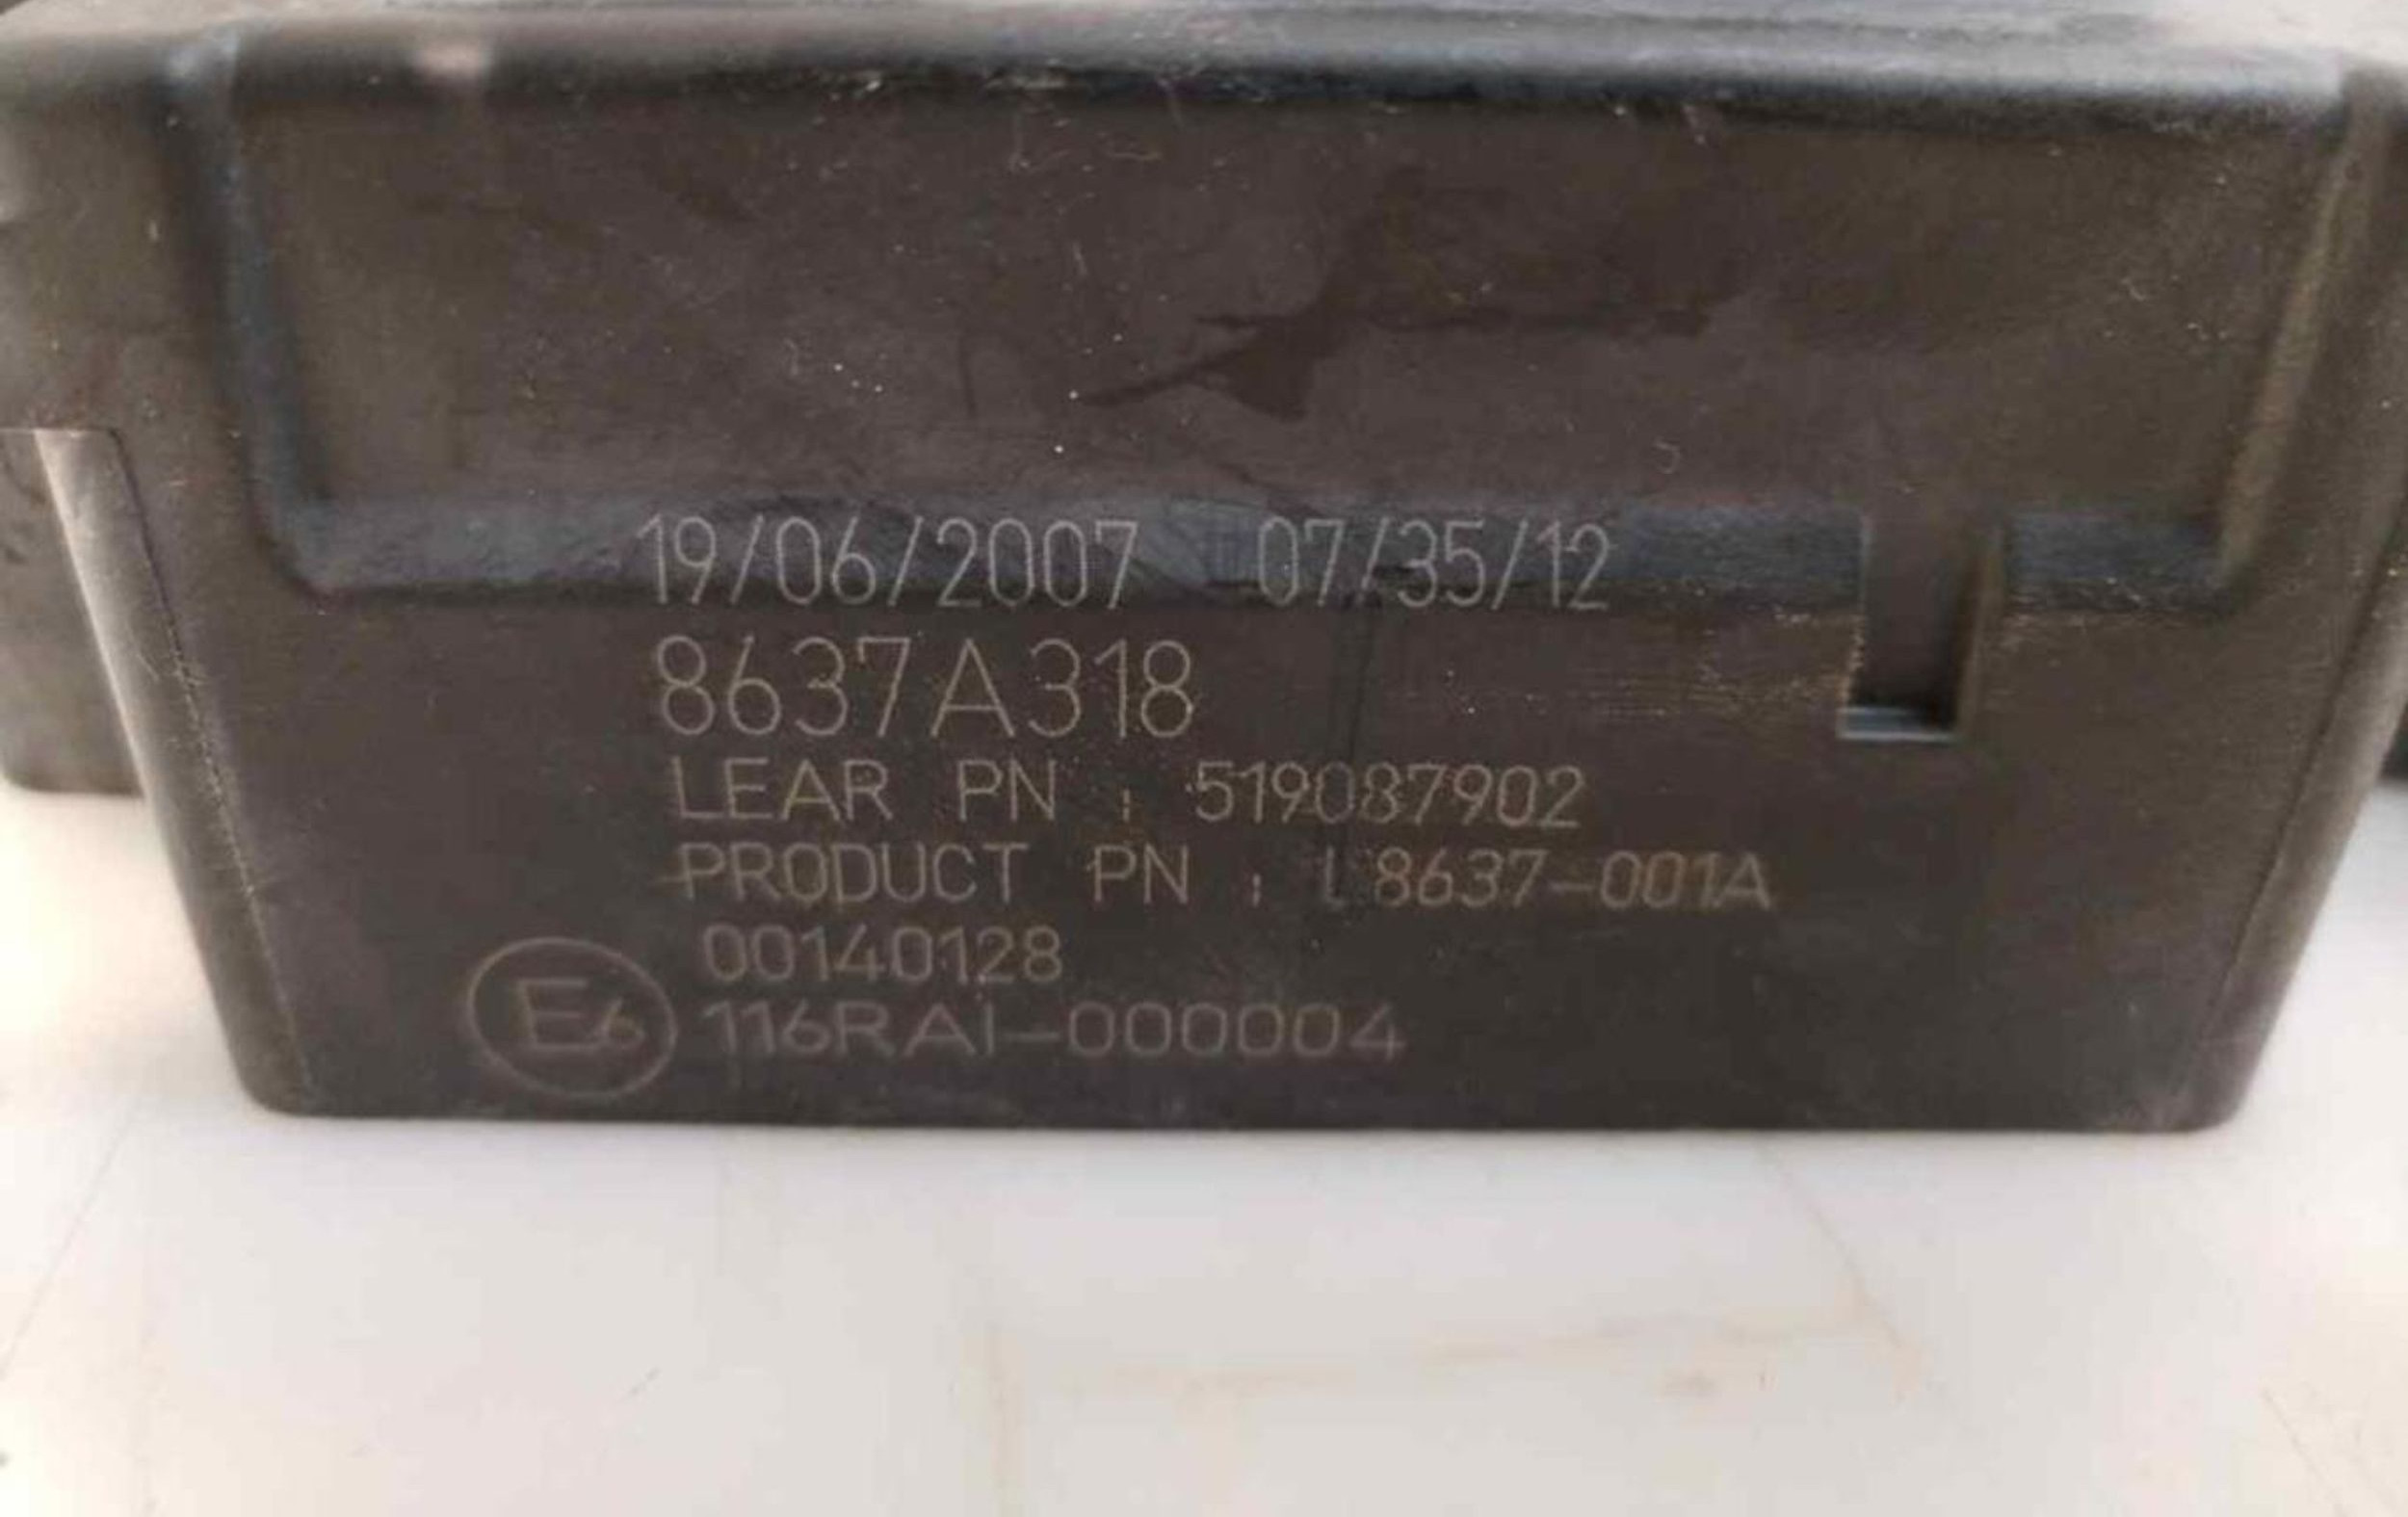 19/06/2007 07/35/12
8637A318
LEAR PN : 519087902
PRODUCT PN : L8637-001A
00140128
E6 116RAI-000004